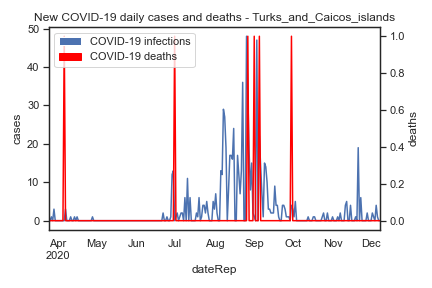 New COVID-19 daily cases and deaths - Turks_and_Caicos_islands
COVID-19 infections
COVID-19 deaths
50
40
30
20
10
0
cases
1.0
0.8
0.6
0.4
0.2
0.0
deaths
Apr May Jun Jul Aug Sep Oct Nov Dec
2020
dateRep